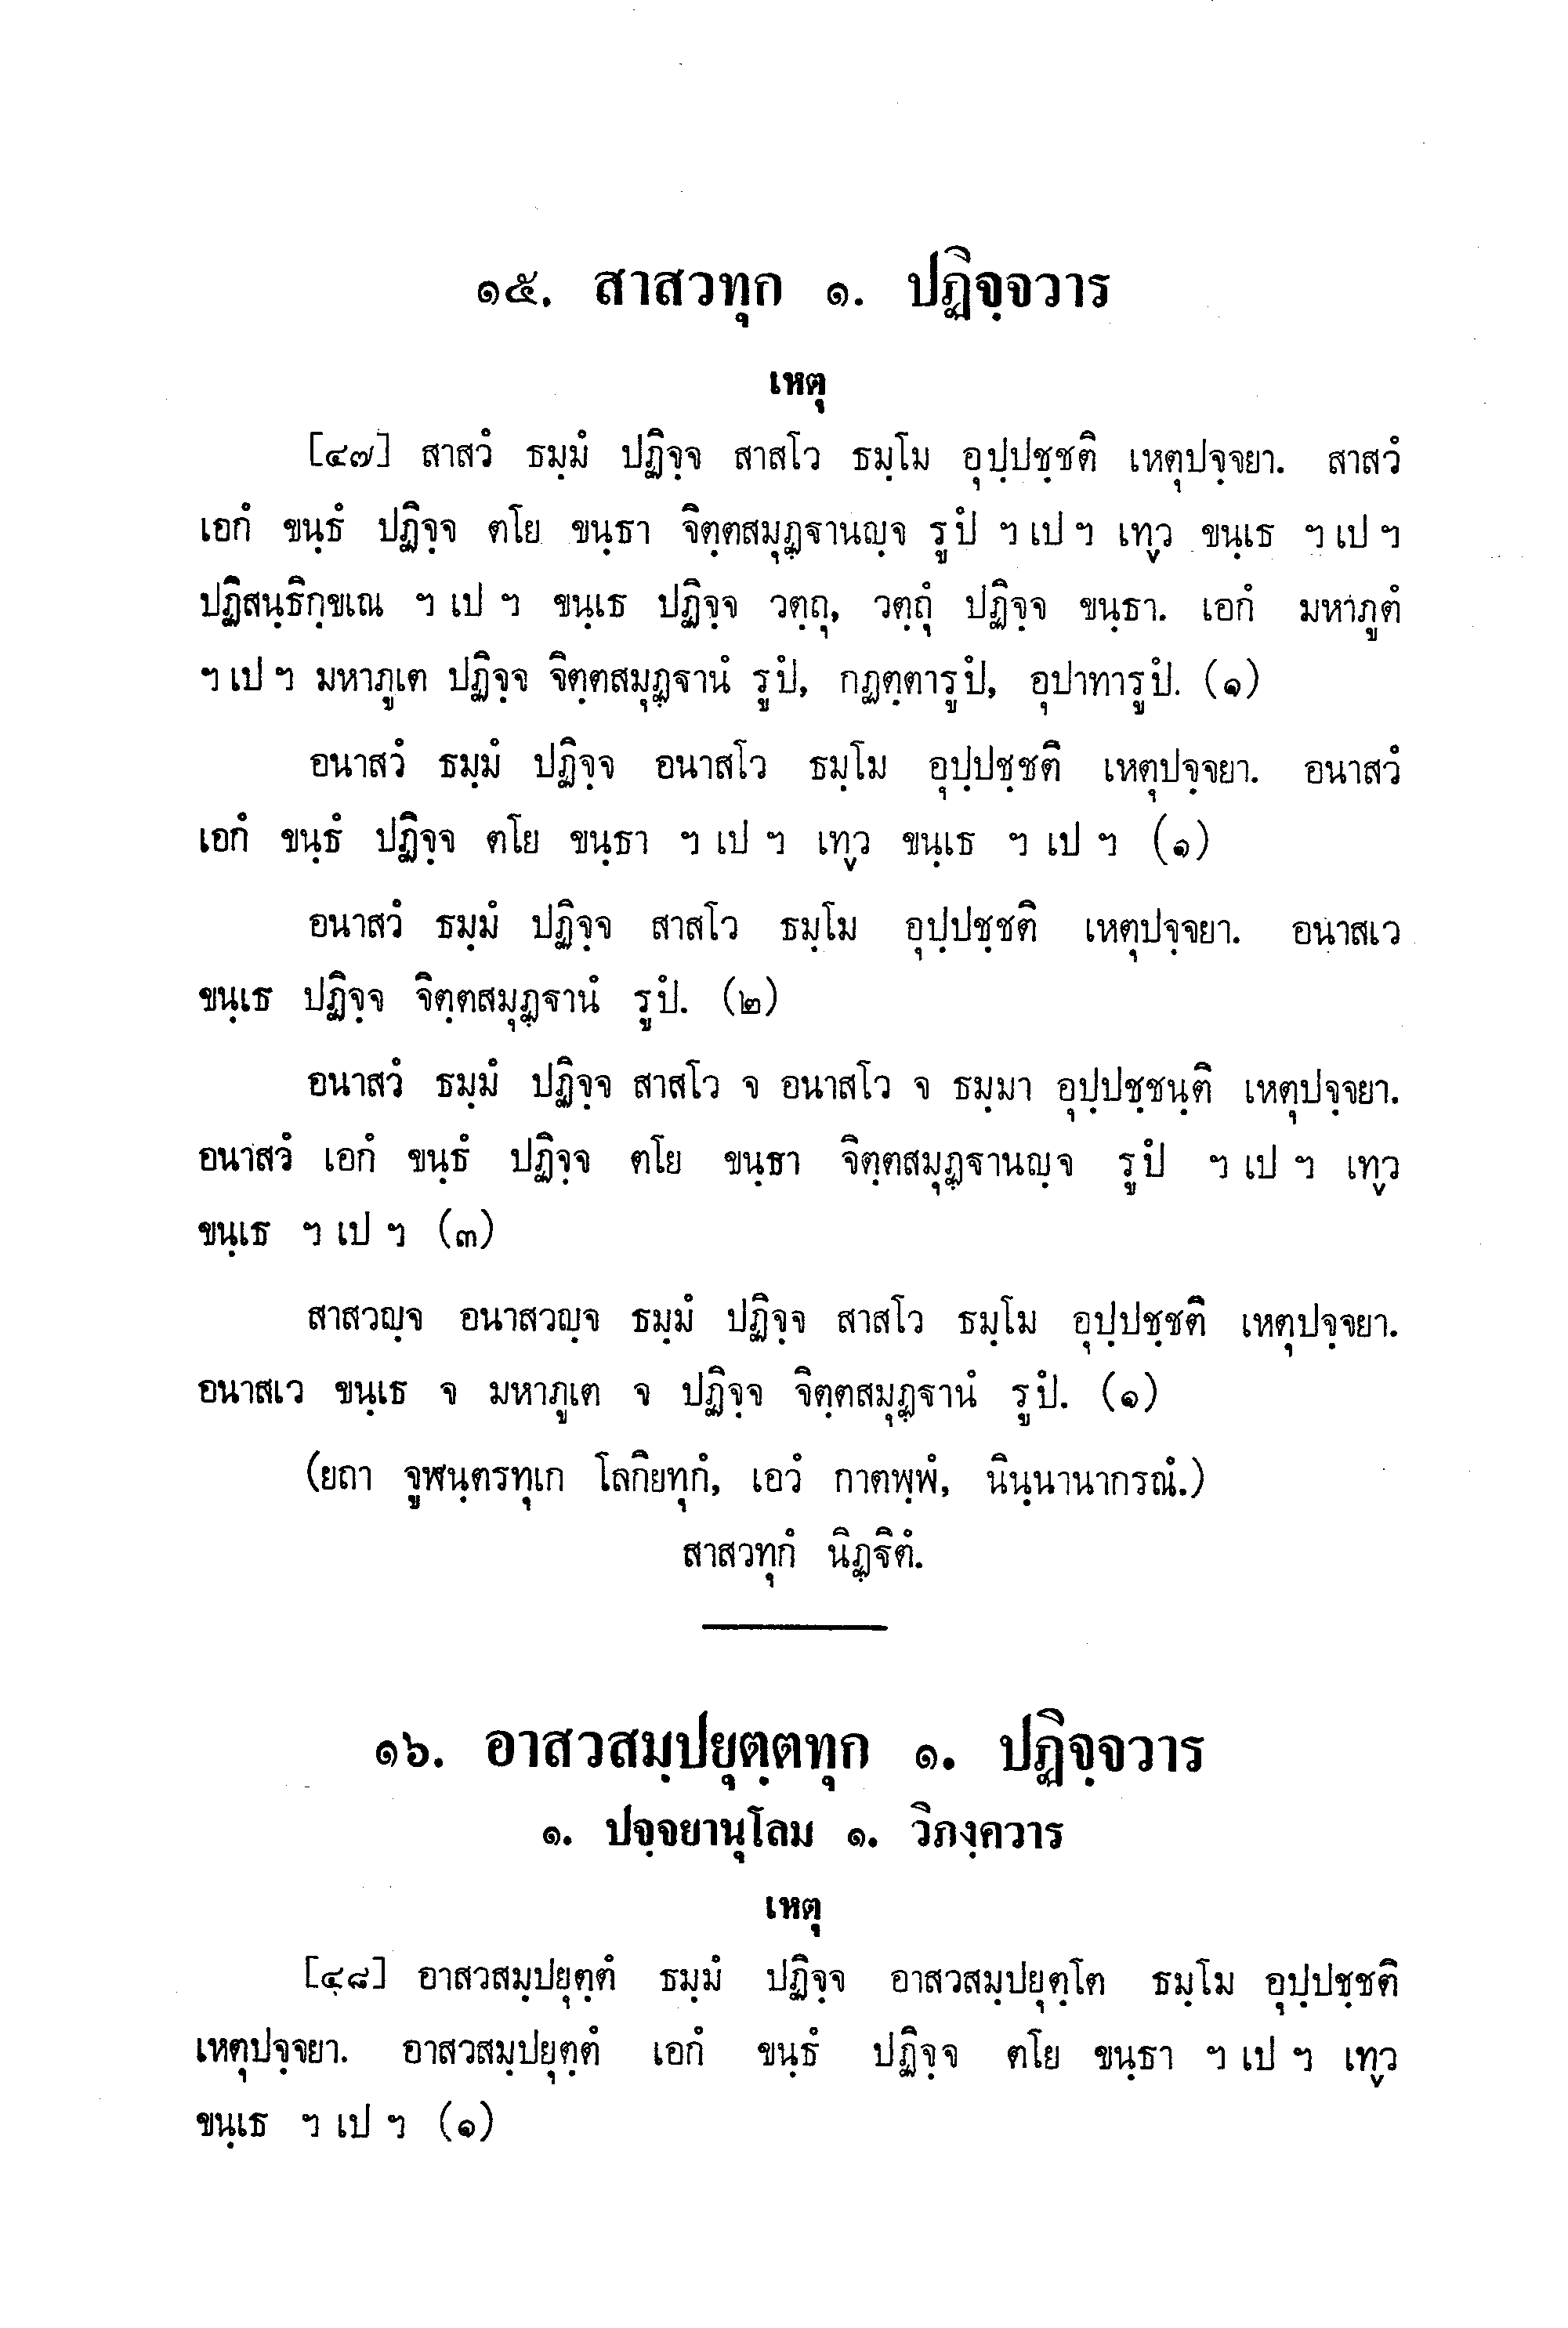 ๑๕. สาสวทุก ๑. ปฏิจฺจวาร
เหตุ
[๔๗] สาสวํ ธมฺมํ ปฏิจฺจ สาสโว ธมฺโม อุปฺปชฺชติ เหตุปจฺจยา. สาสวํ
เอกํ ขนฺธํ ปฏิจฺจ ตโย ขนฺธา จิตฺตสมุฏฺฐานญฺจ รูปํ ฯ เป ฯ เทฺว ขนฺเธ ฯ เป ฯ
ปฏิสนฺธิกฺขเณ ฯ เป ฯ ขนฺเธ ปฏิจฺจ วตฺถุ, วตฺถุํ ปฏิจฺจ ขนฺธา. เอกํ มหาภูตํ
ฯ เป ฯ มหาภูเต ปฏิจฺจ จิตฺตสมุฏฺฐานํ รูปํ, กฏตฺตารูปํ, อุปาทารูปํ. (๑)
อนาสวํ ธมฺมํ ปฏิจฺจ อนาสโว ธมฺโม อุปฺปชฺชติ เหตุปจฺจยา. อนาสวํ
เอกํ ขนฺธํ ปฏิจฺจ ตโย ขนฺธา ฯ เป ฯ เทฺว ขนฺเธ ฯ เป ฯ (๑)
อนาสวํ ธมฺมํ ปฏิจฺจ สาสโว ธมฺโม อุปฺปชฺชติ เหตุปจฺจยา. อนาสเว
ขนฺเธ ปฏิจฺจ จิตฺตสมุฏฺฐานํ รูปํ. (๒)
อนาสวํ ธมฺมํ ปฏิจฺจ สาสโว จ อนาสโว จ ธมฺมา อุปฺปชฺชนฺติ เหตุปจฺจยา.
อนาสวํ เอกํ ขนฺธํ ปฏิจฺจ ตโย ขนฺธา จิตฺตสมุฏฺฐานญฺจ รูปํ ฯ เป ฯ เทฺว
ขนฺเธ ฯ เป ฯ (๓)
สาสวญฺจ อนาสวญฺจ ธมฺมํ ปฏิจฺจ สาสโว ธมฺโม อุปฺปชฺชติ เหตุปจฺจยา.
อนาสเว ขนฺเธ จ มหาภูเต จ ปฏิจฺจ จิตฺตสมุฏฺฐานํ รูปํ. (๑)
(ยถา จูฬนฺตรทุเก โลกิยทุกํ, เอวํ กาตพฺพํ, นินฺนานากรณํ.)
สาสวทุกํ นิฏฺฐิตํ.
๑๖. อาสวสมฺปยุตฺตทุก ๑. ปฏิจฺจวาร
๑. ปจฺจยานุโลม ๑. วิภงฺควาร
เหตุ
[๔๘] อาสวสมฺปยุตฺตํ ธมฺมํ ปฏิจฺจ อาสวสมฺปยุตฺโต ธมฺโม อุปฺปชฺชติ
เหตุปจฺจยา. อาสวสมฺปยุตฺตํ เอกํ ขนฺธํ ปฏิจฺจ ตโย ขนฺธา ฯ เป ฯ เทฺว
ขนฺเธ ฯ เป ฯ (๑)